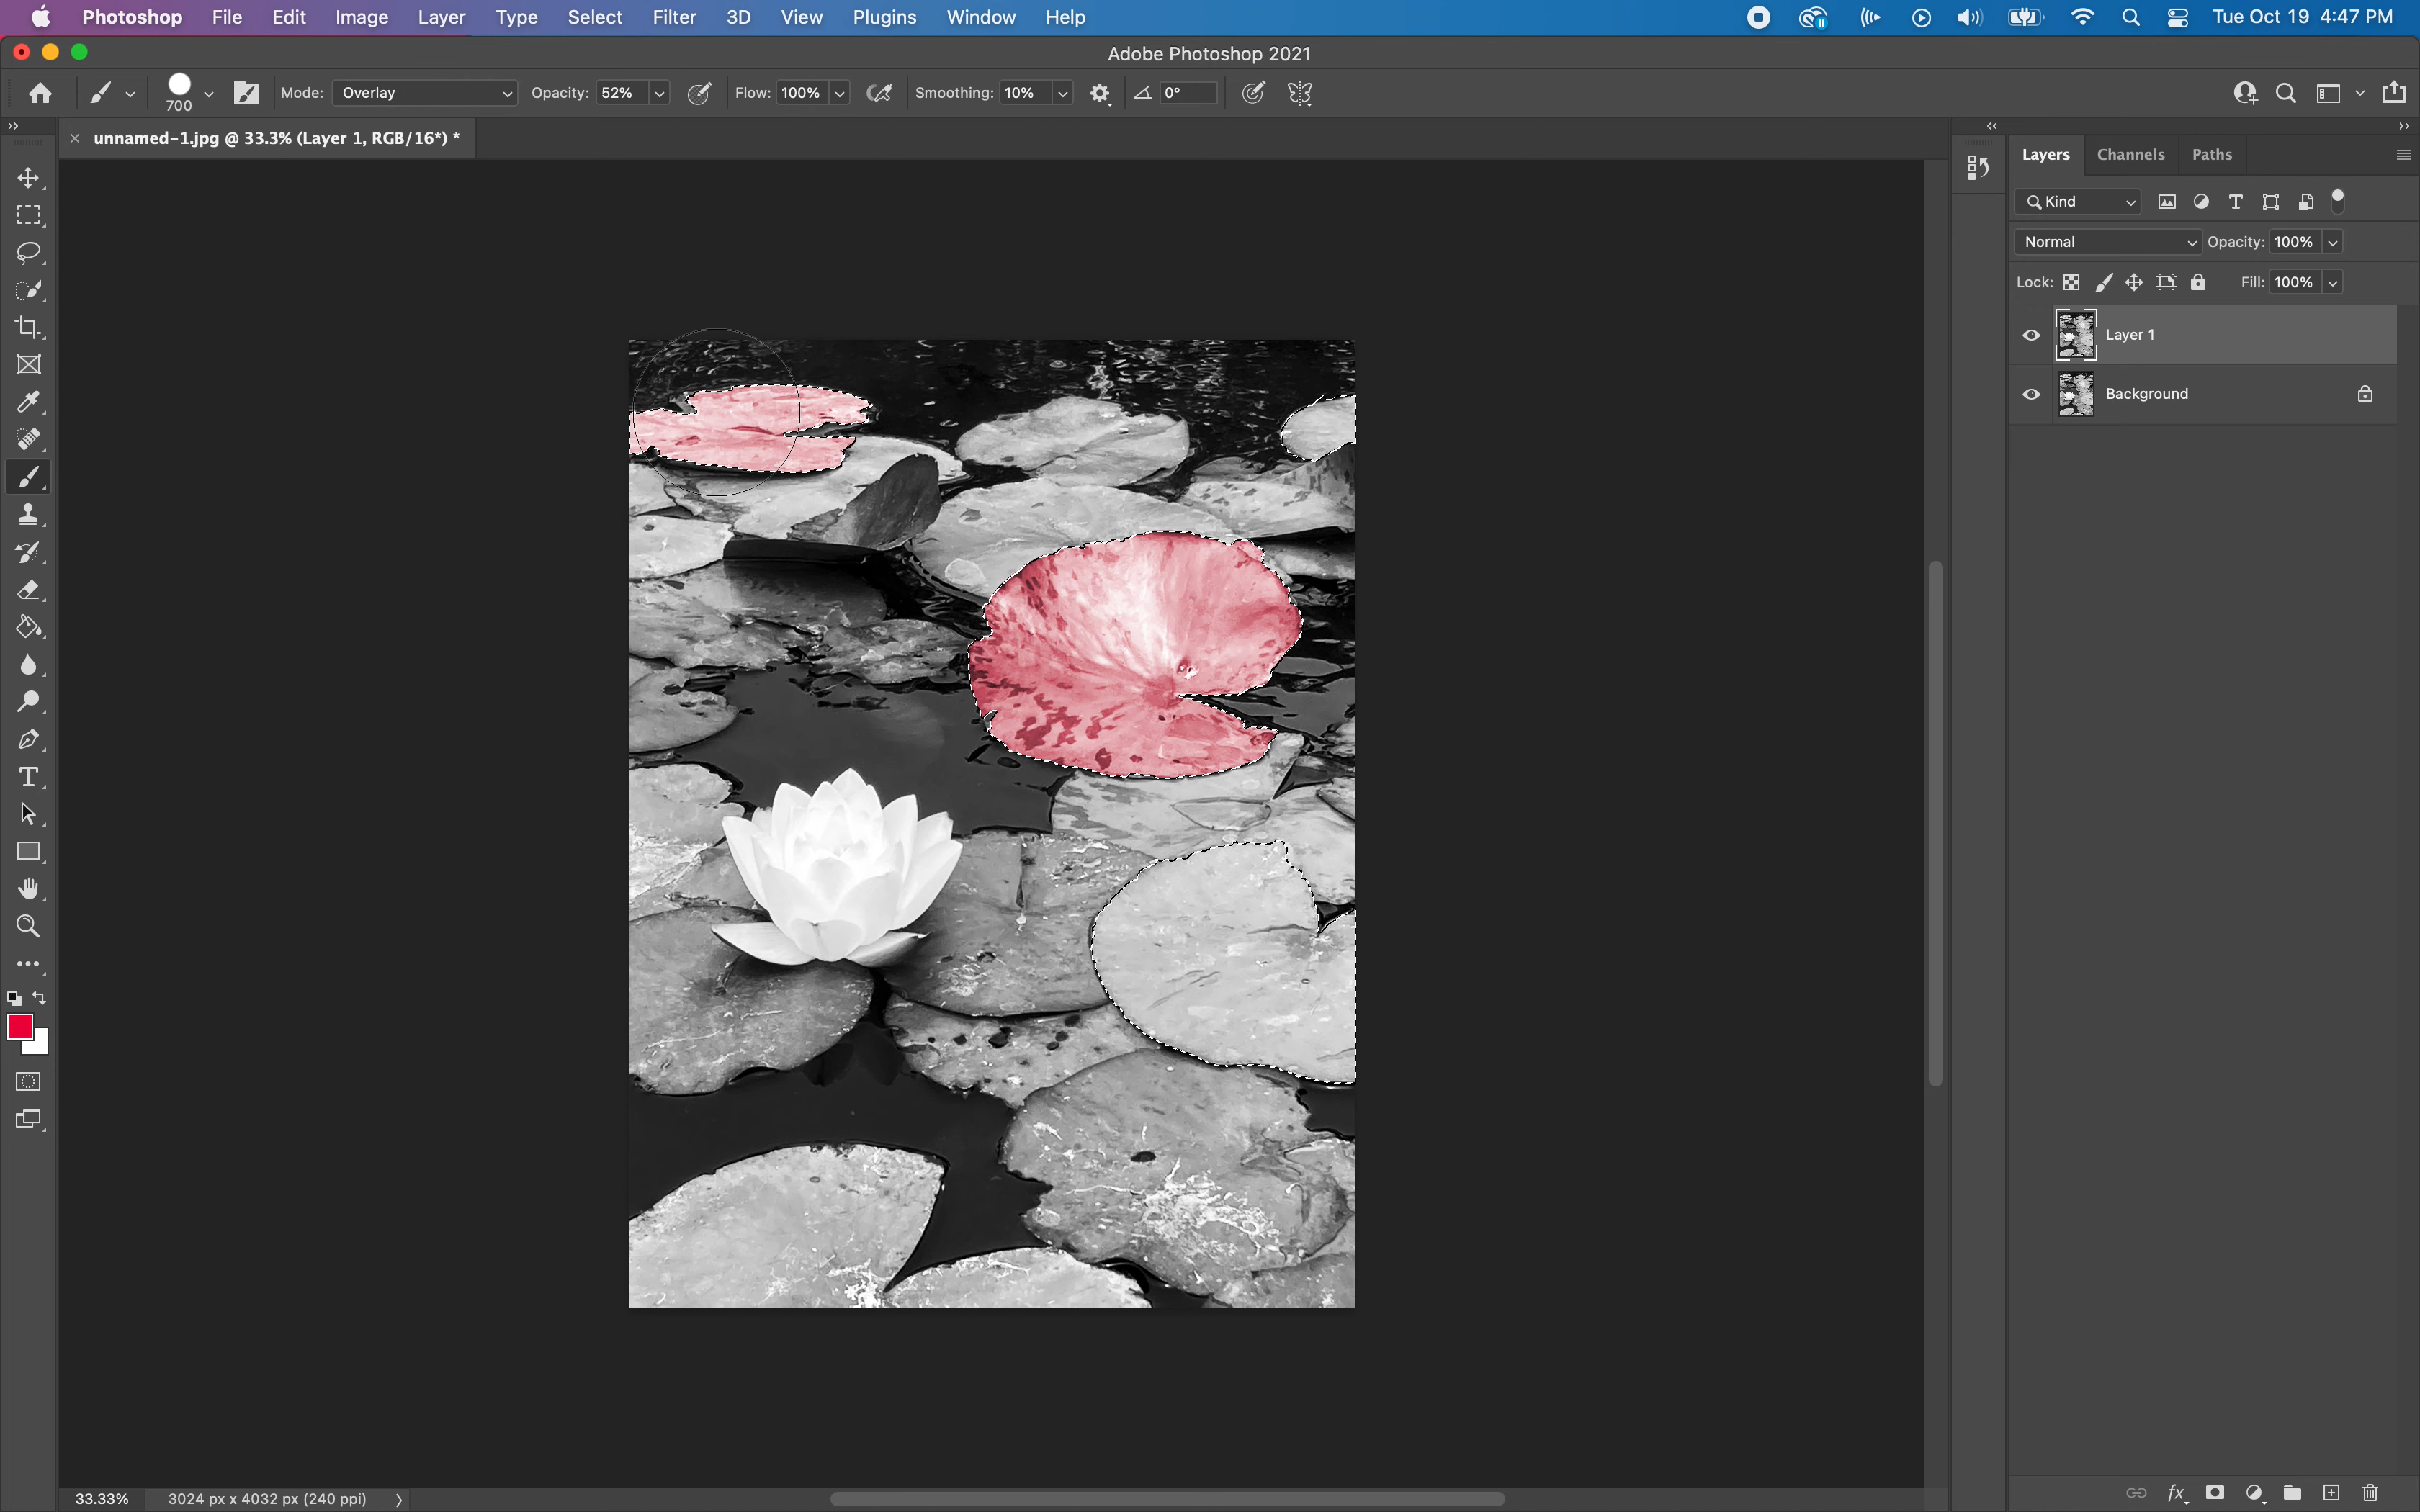 Photoshop File Edit Image Layer Type Select Filter 3D View Plugins Window Help Tue Oct 19 4:47 PM
Adobe Photoshop 2021
700 Mode: Overlay Opacity: 52% Flow: 100% Smoothing: 10% 0°
unnamed-1.jpg @ 33.3% (Layer 1, RGB/16*) *
Layers Channels Paths
Kind
Normal Opacity: 100%
Lock: Fill: 100%
Layer 1
Background
33.33% 3024 px x 4032 px (240 ppi)
fx